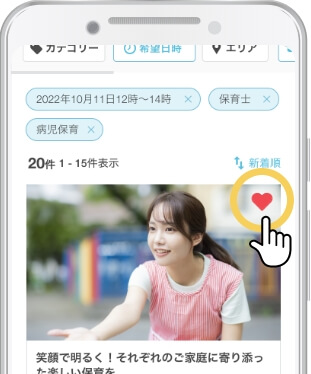 カテゴリー 希望日時 エリア
2022年10月11日12時～14時 × 保育士 ×
病児保育 ×
20件 1 - 15件表示 新着順
笑顔で明るく！それぞれのご家庭に寄り添っ
た楽しい保育を